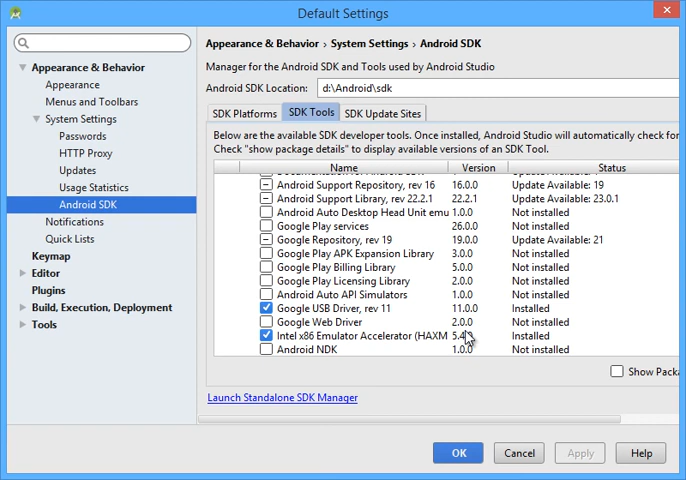 Default Settings
Appearance & Behavior › System Settings › Android SDK
Manager for the Android SDK and Tools used by Android Studio
Android SDK Location: d:\Android\sdk
SDK Platforms SDK Tools SDK Update Sites
Below are the available SDK developer tools. Once installed, Android Studio will automatically check for
Check "show package details" to display available versions of an SDK Tool.
Name Version Status
Android Support Repository, rev 16 16.0.0 Update Available: 19
Android Support Library, rev 22.2.1 22.2.1 Update Available: 23.0.1
Android Auto Desktop Head Unit emu 1.0.0 Not installed
Google Play services 26.0.0 Not installed
Google Repository, rev 19 19.0.0 Update Available: 21
Google Play APK Expansion Library 3.0.0 Not installed
Google Play Billing Library 5.0.0 Not installed
Google Play Licensing Library 2.0.0 Not installed
Android Auto API Simulators 1.0.0 Not installed
Google USB Driver, rev 11 11.0.0 Installed
Google Web Driver 2.0.0 Not installed
Intel x86 Emulator Accelerator (HAXM Installed
Android NDK 1.0.0 Not installed
Show Packa
Launch Standalone SDK Manager
Appearance & Behavior
Appearance
Menus and Toolbars
System Settings
Passwords
HTTP Proxy
Updates
Usage Statistics
Android SDK
Notifications
Quick Lists
Keymap
Editor
Plugins
Build, Execution, Deployment
Tools
OK Cancel Apply Help